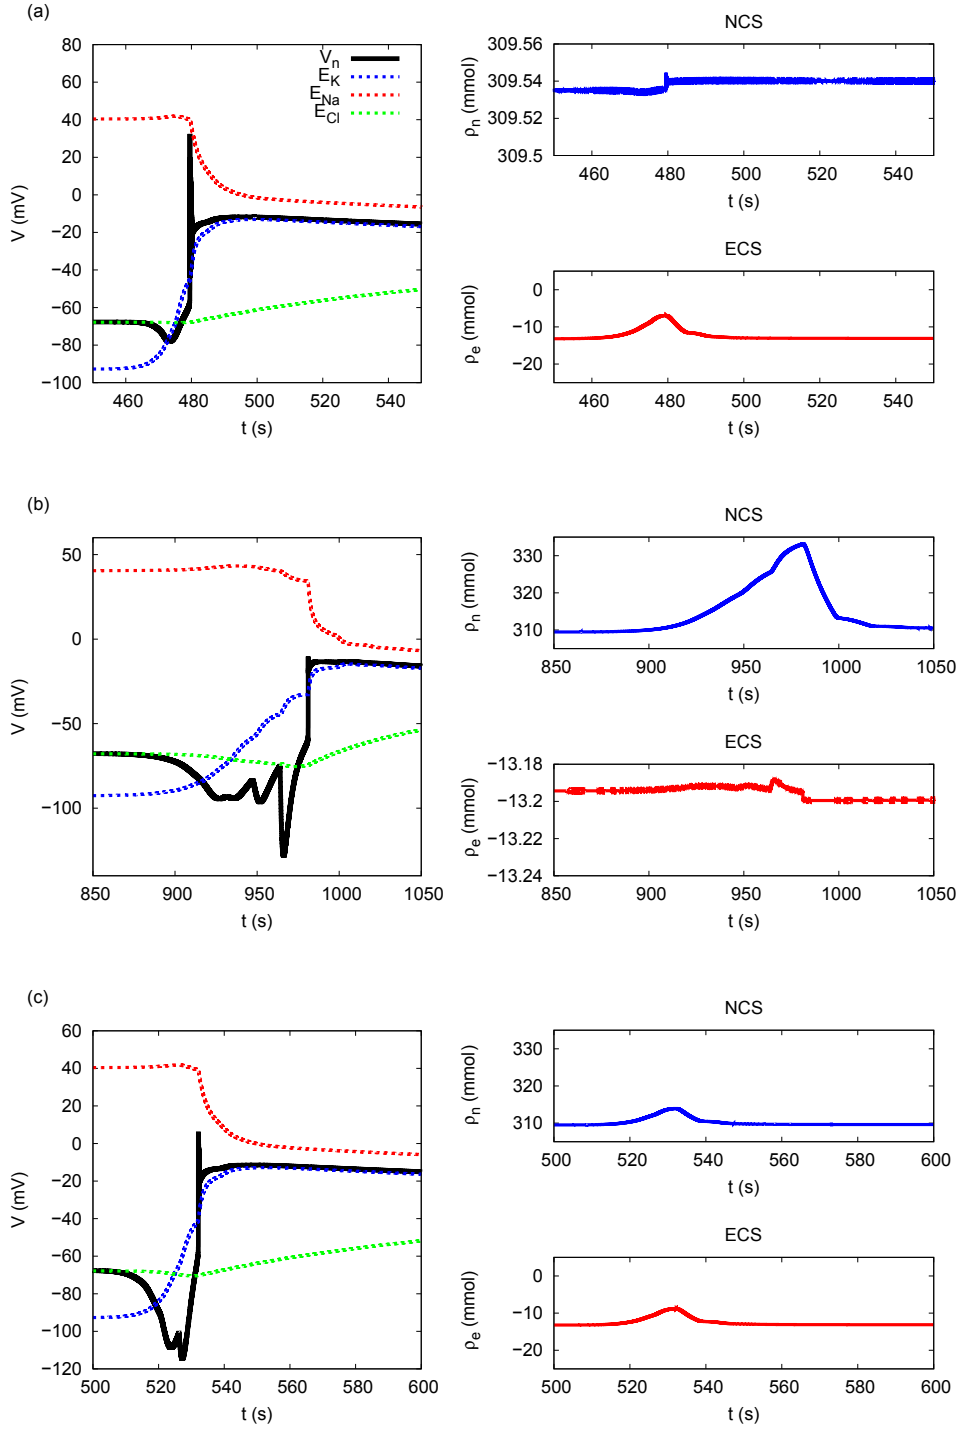 (a)
80
60
40
20
0
−20
−40
−60
−80
−100
V (mV)
460 480 500 520 540
t (s)
Vn
EK
ENa
ECl
NCS
309.56
309.54
309.52
309.5
ρn (mmol)
460 480 500 520 540
t (s)
ECS
0
−10
−20
ρe (mmol)
460 480 500 520 540
t (s)
(b)
50
0
−50
−100
V (mV)
850 900 950 1000 1050
t (s)
NCS
330
320
310
ρn (mmol)
850 900 950 1000 1050
t (s)
ECS
−13.18
−13.2
−13.22
−13.24
ρe (mmol)
850 900 950 1000 1050
t (s)
(c)
60
40
20
0
−20
−40
−60
−80
−100
−120
V (mV)
500 520 540 560 580 600
t (s)
NCS
330
320
310
ρn (mmol)
500 520 540 560 580 600
t (s)
ECS
0
−10
−20
ρe (mmol)
500 520 540 560 580 600
t (s)